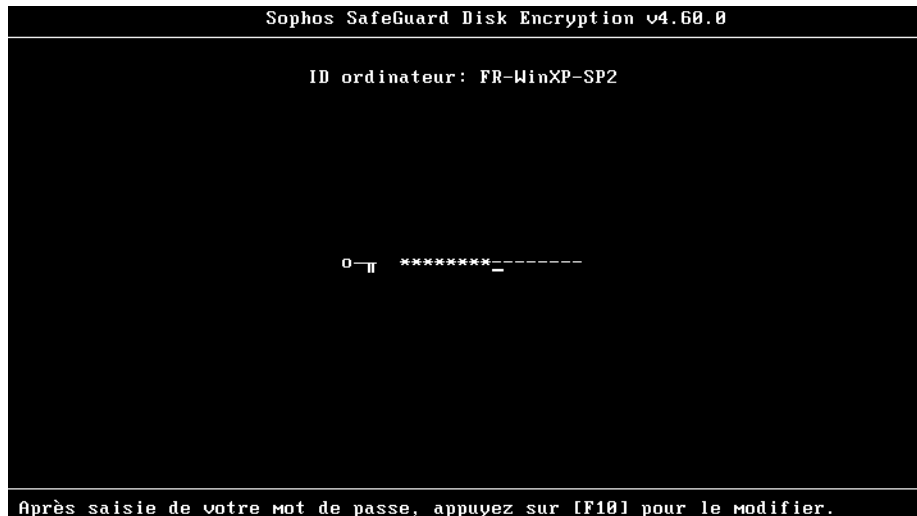 Sophos SafeGuard Disk Encryption v4.60.0
ID ordinateur: FR-WinXP-SP2
********_--------
Après saisie de votre mot de passe, appuyez sur [F10] pour le modifier.